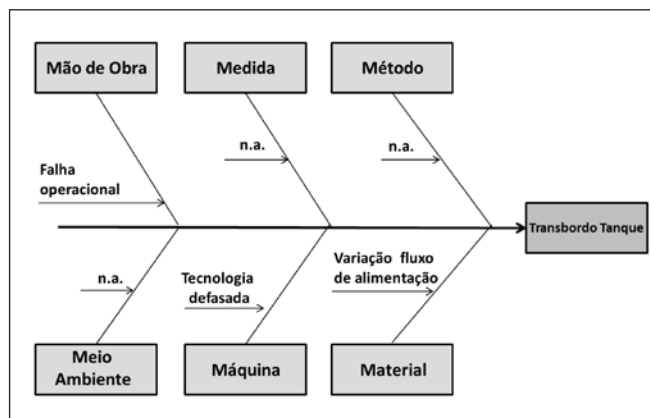 Mão de Obra
Medida
Método
n.a.
n.a.
Falha
operacional
Transbordo Tanque
n.a.
Tecnologia
defasada
Variação fluxo
de alimentação
Meio
Ambiente
Máquina
Material